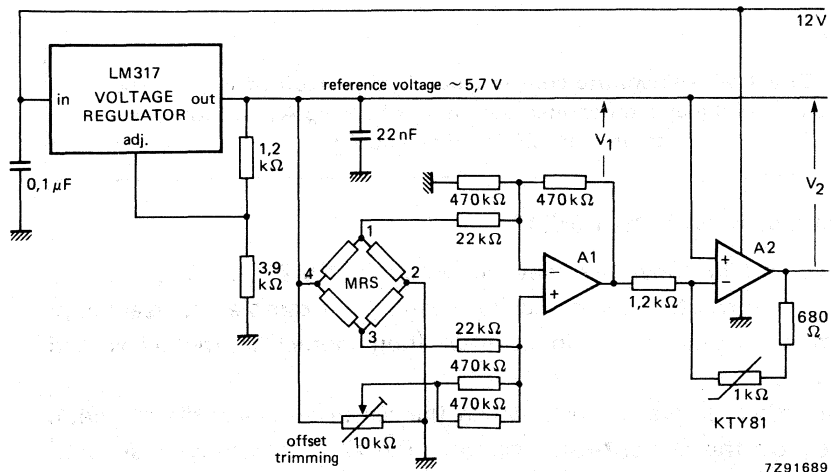 12 V
LM317
VOLTAGE
REGULATOR
in
out
adj.
reference voltage ~ 5,7 V
22 nF
1,2
kΩ
0,1 µF
3,9
kΩ
V1
V2
470 kΩ
470 kΩ
22 kΩ
1
4
MRS
2
3
A1
−
+
1,2 kΩ
A2
+
−
680
Ω
1 kΩ
KTY81
22 kΩ
470 kΩ
470 kΩ
10 kΩ
offset
trimming
7Z91689